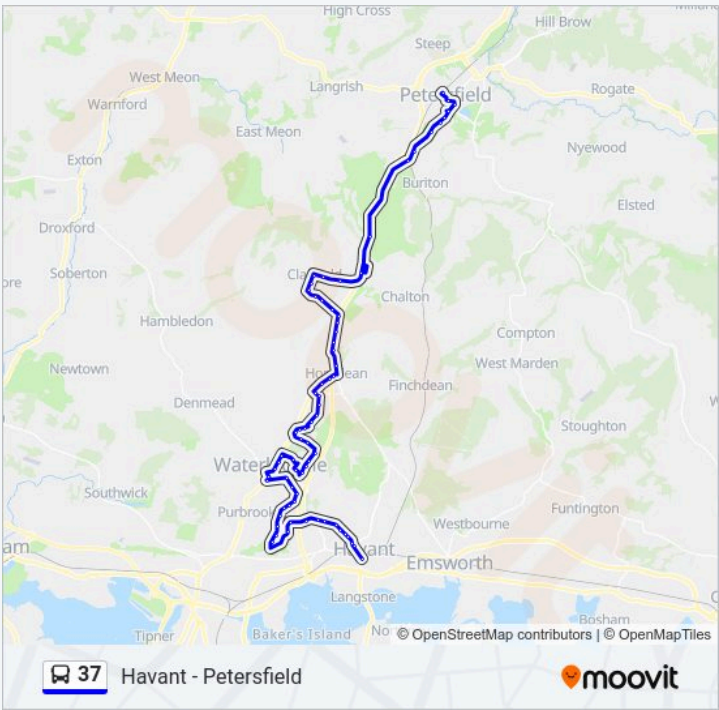 High Cross
Hill Brow
Steep
West Meon
Langrish
Petersfield
Rogate
Warnford
East Meon
Nyewood
Exton
Buriton
Elsted
Droxford
Soberton
Chalton
Hambledon
Compton
West Marden
Newtown
Finchdean
Denmead
Stoughton
Southwick
Purbrook
Funtington
Westbourne
Havant
Emsworth
Langstone
Bosham
Tipner
Baker's Island
No
© OpenStreetMap contributors | © OpenMapTiles
37 Havant - Petersfield
moovit